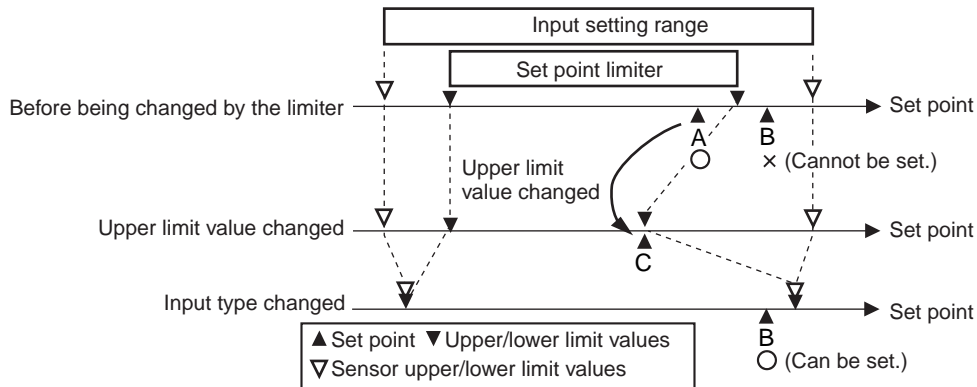 Input setting range
Set point limiter
Before being changed by the limiter
Set point
A
B
○
× (Cannot be set.)
Upper limit
value changed
Upper limit value changed
Set point
C
Input type changed
Set point
B
○ (Can be set.)
▲ Set point ▼ Upper/lower limit values
▽ Sensor upper/lower limit values